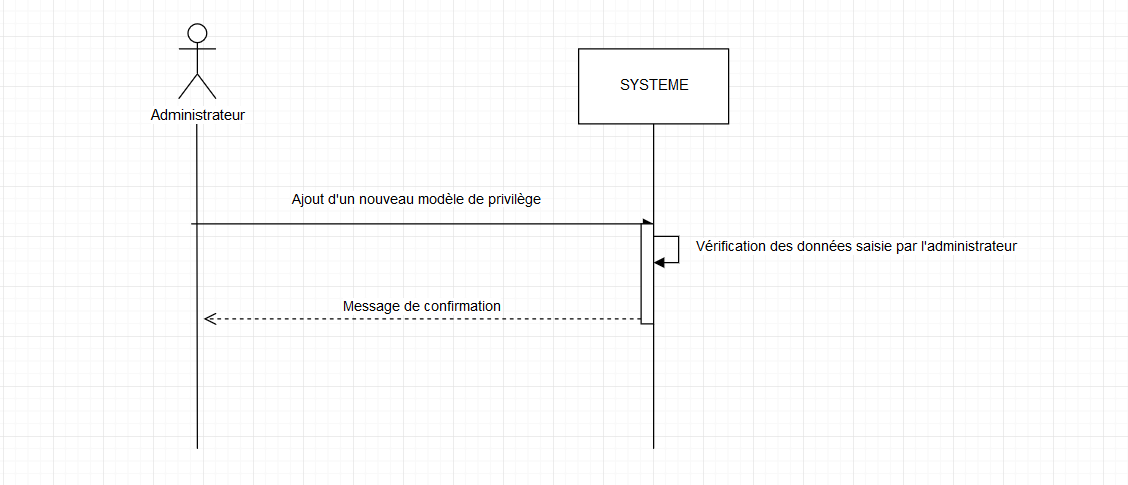 SYSTEME
Administrateur
Ajout d'un nouveau modèle de privilège
Vérification des données saisie par l'administrateur
Message de confirmation